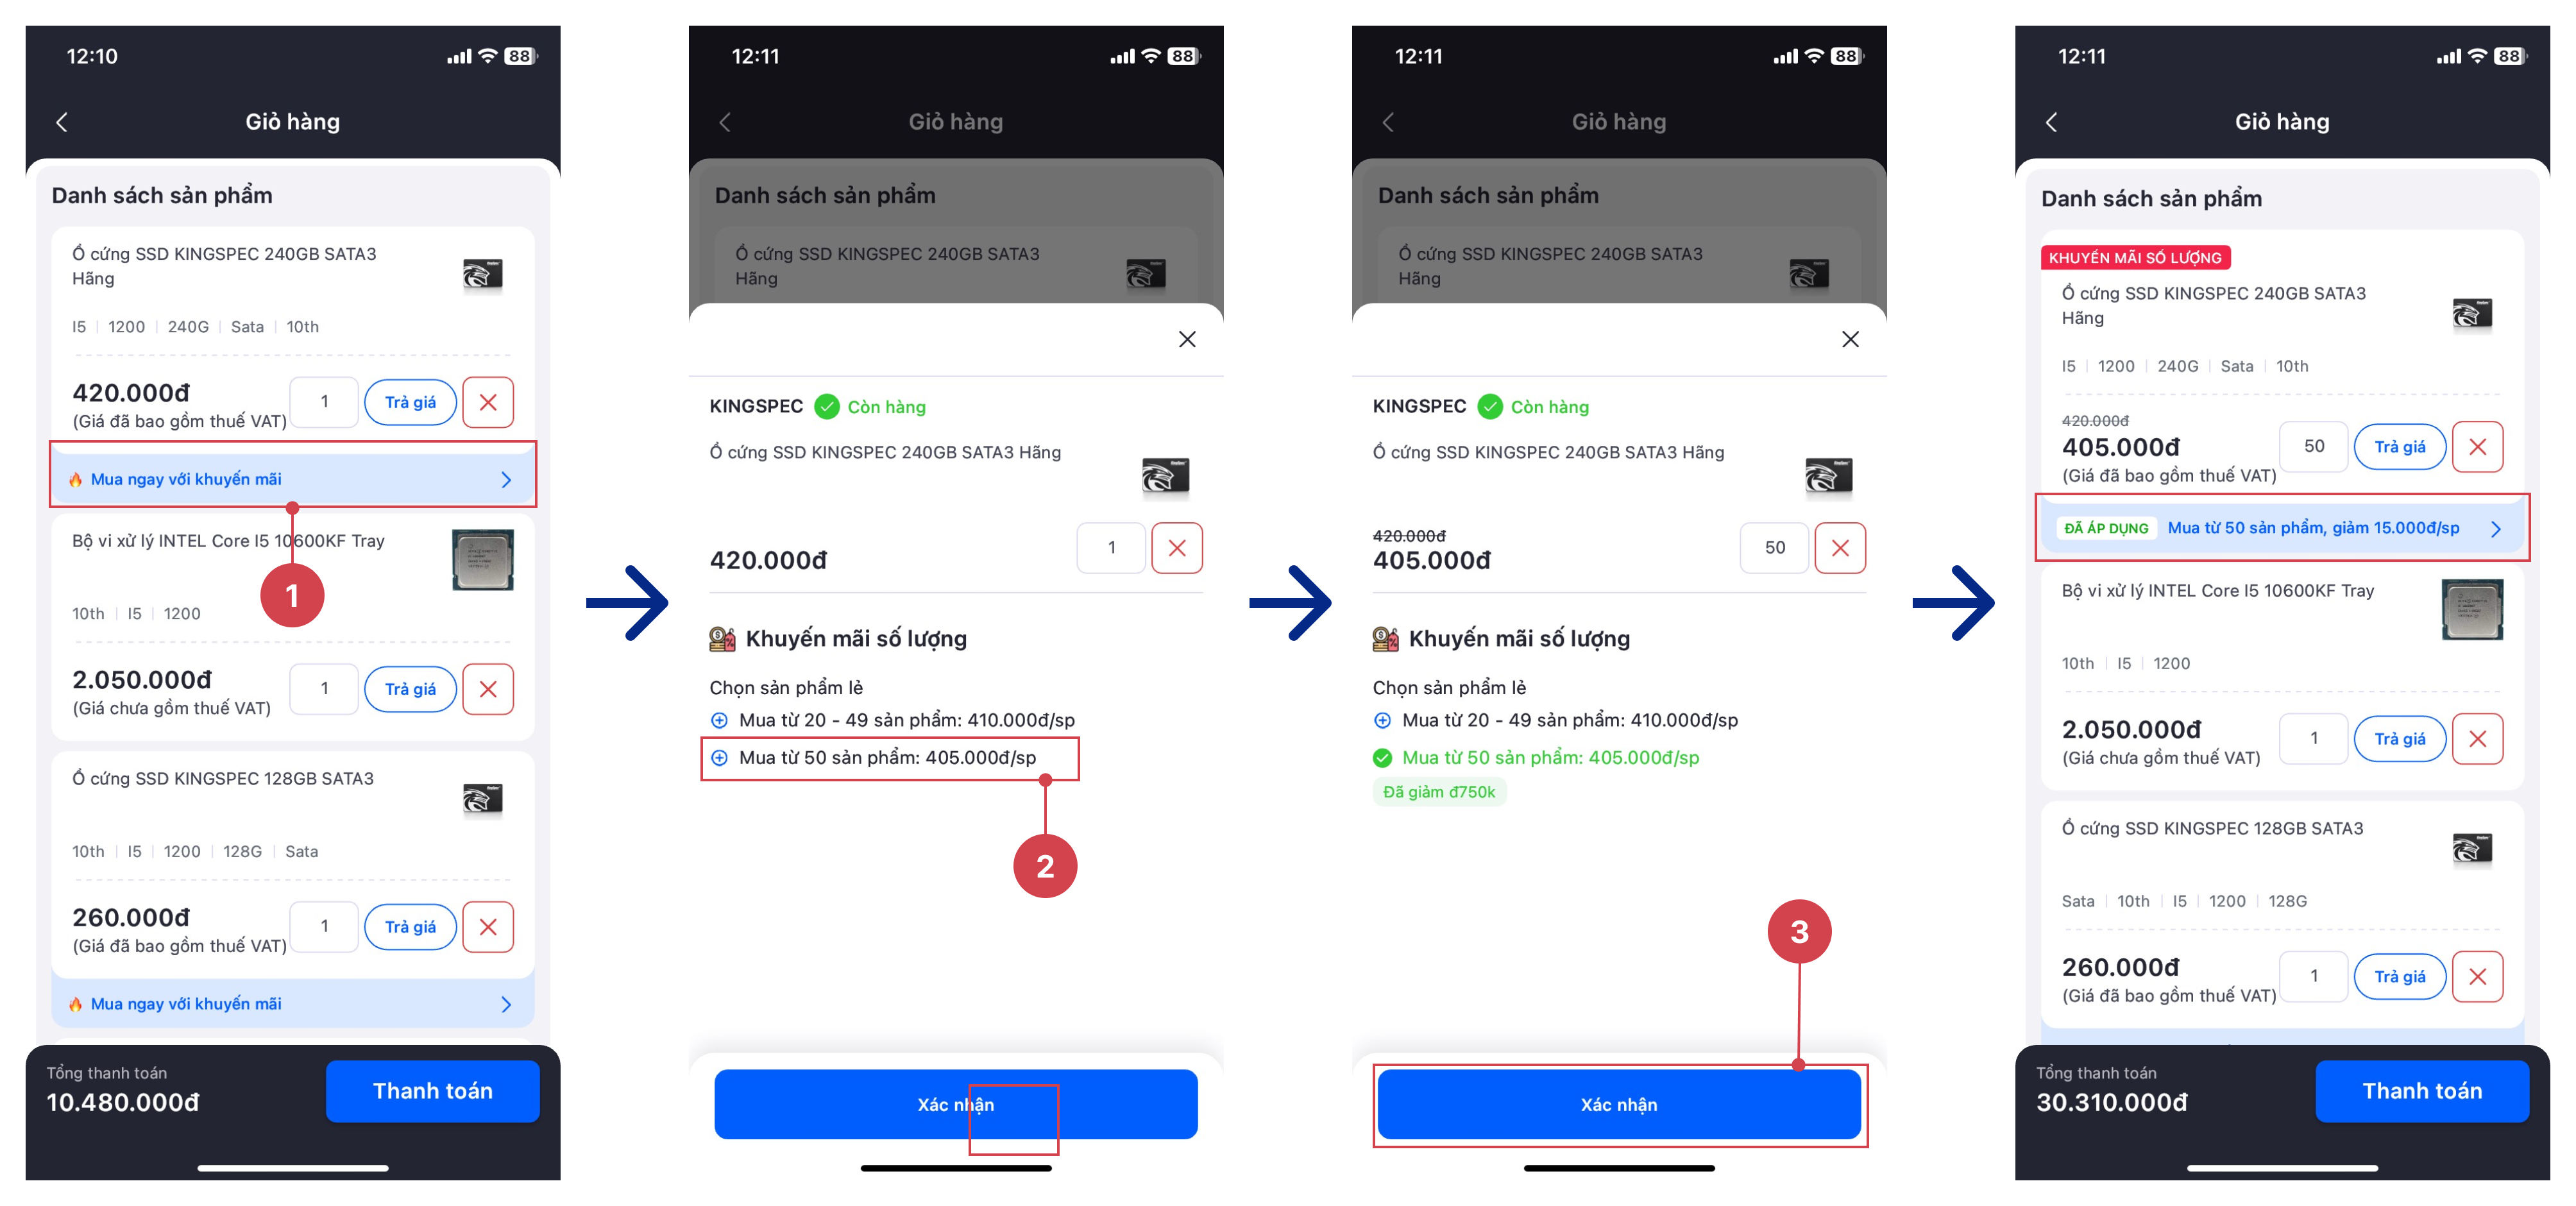 12:10
88
Giỏ hàng
Danh sách sản phẩm
Ổ cứng SSD KINGSPEC 240GB SATA3
Hãng
I5 | 1200 | 240G | Sata | 10th
420.000đ
(Giá đã bao gồm thuế VAT)
1
Trả giá
Mua ngay với khuyến mãi
Bộ vi xử lý INTEL Core I5 10600KF Tray
1
10th | I5 | 1200
2.050.000đ
(Giá chưa gồm thuế VAT)
1
Trả giá
Ổ cứng SSD KINGSPEC 128GB SATA3
10th | I5 | 1200 | 128G | Sata
260.000đ
(Giá đã bao gồm thuế VAT)
1
Trả giá
Mua ngay với khuyến mãi
Tổng thanh toán
10.480.000đ
Thanh toán
12:11
88
Giỏ hàng
Danh sách sản phẩm
Ổ cứng SSD KINGSPEC 240GB SATA3
Hãng
KINGSPEC Còn hàng
Ổ cứng SSD KINGSPEC 240GB SATA3 Hãng
420.000đ
1
Khuyến mãi số lượng
Chọn sản phẩm lẻ
Mua từ 20 - 49 sản phẩm: 410.000đ/sp
Mua từ 50 sản phẩm: 405.000đ/sp
2
Xác nhận
12:11
88
Giỏ hàng
Danh sách sản phẩm
Ổ cứng SSD KINGSPEC 240GB SATA3
Hãng
KINGSPEC Còn hàng
Ổ cứng SSD KINGSPEC 240GB SATA3 Hãng
420.000đ
405.000đ
50
Khuyến mãi số lượng
Chọn sản phẩm lẻ
Mua từ 20 - 49 sản phẩm: 410.000đ/sp
Mua từ 50 sản phẩm: 405.000đ/sp
Đã giảm đ750k
3
Xác nhận
12:11
88
Giỏ hàng
Danh sách sản phẩm
KHUYẾN MÃI SỐ LƯỢNG
Ổ cứng SSD KINGSPEC 240GB SATA3
Hãng
I5 | 1200 | 240G | Sata | 10th
420.000đ
405.000đ
(Giá đã bao gồm thuế VAT)
50
Trả giá
ĐÃ ÁP DỤNG Mua từ 50 sản phẩm, giảm 15.000đ/sp
Bộ vi xử lý INTEL Core I5 10600KF Tray
10th | I5 | 1200
2.050.000đ
(Giá chưa gồm thuế VAT)
1
Trả giá
Ổ cứng SSD KINGSPEC 128GB SATA3
Sata | 10th | I5 | 1200 | 128G
260.000đ
(Giá đã bao gồm thuế VAT)
1
Trả giá
Tổng thanh toán
30.310.000đ
Thanh toán